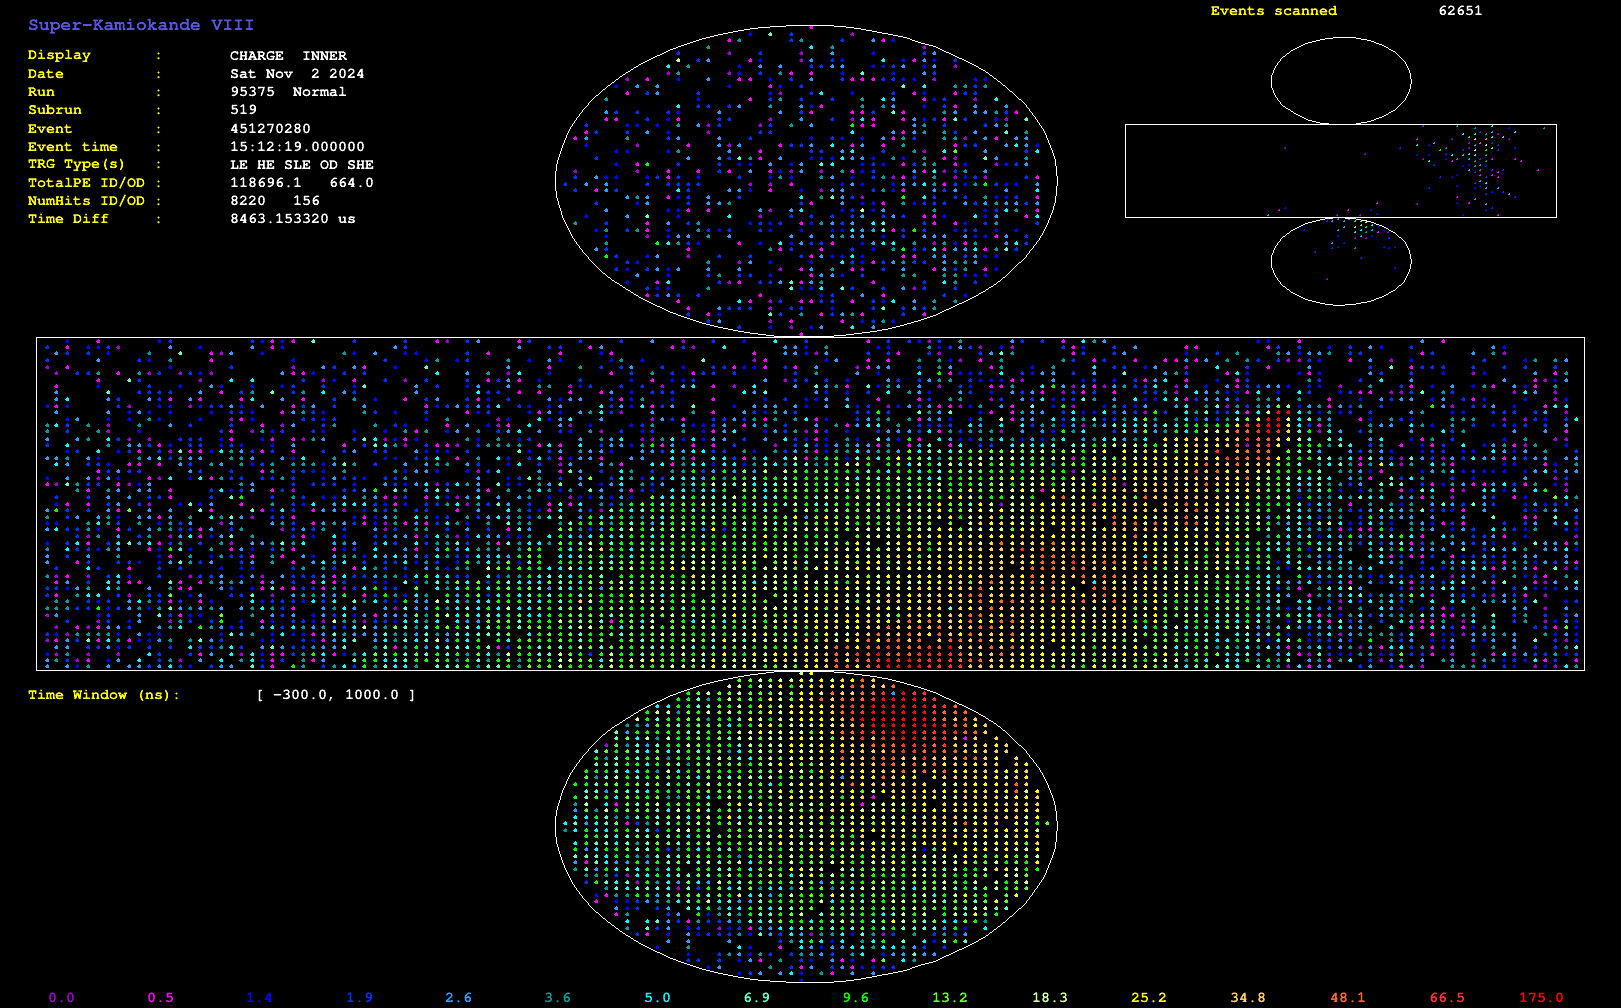 Super-Kamiokande VIII
Events scanned 62651
Display : CHARGE INNER
Date : Sat Nov 2 2024
Run : 95375 Normal
Subrun : 519
Event : 451270280
Event time : 15:12:19.000000
TRG Type(s) : LE HE SLE OD SHE
TotalPE ID/OD : 118696.1 664.0
NumHits ID/OD : 8220 156
Time Diff : 8463.153320 us
Time Window (ns): [ −300.0, 1000.0 ]
0.0 0.5 1.4 1.9 2.6 3.6 5.0 6.9 9.6 13.2 18.3 25.2 34.8 48.1 66.5 175.0